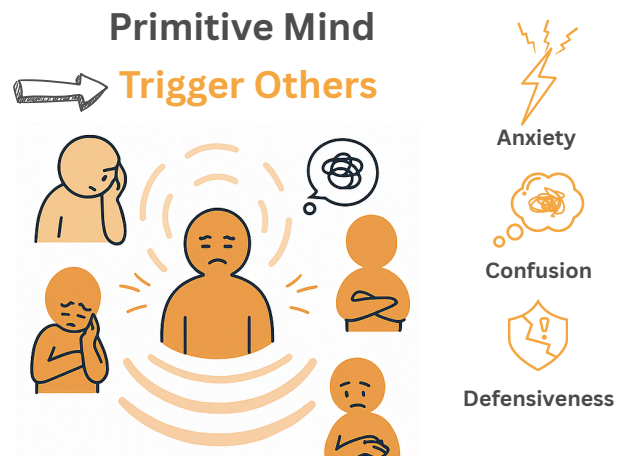 Primitive Mind
Trigger Others
Anxiety
Confusion
Defensiveness